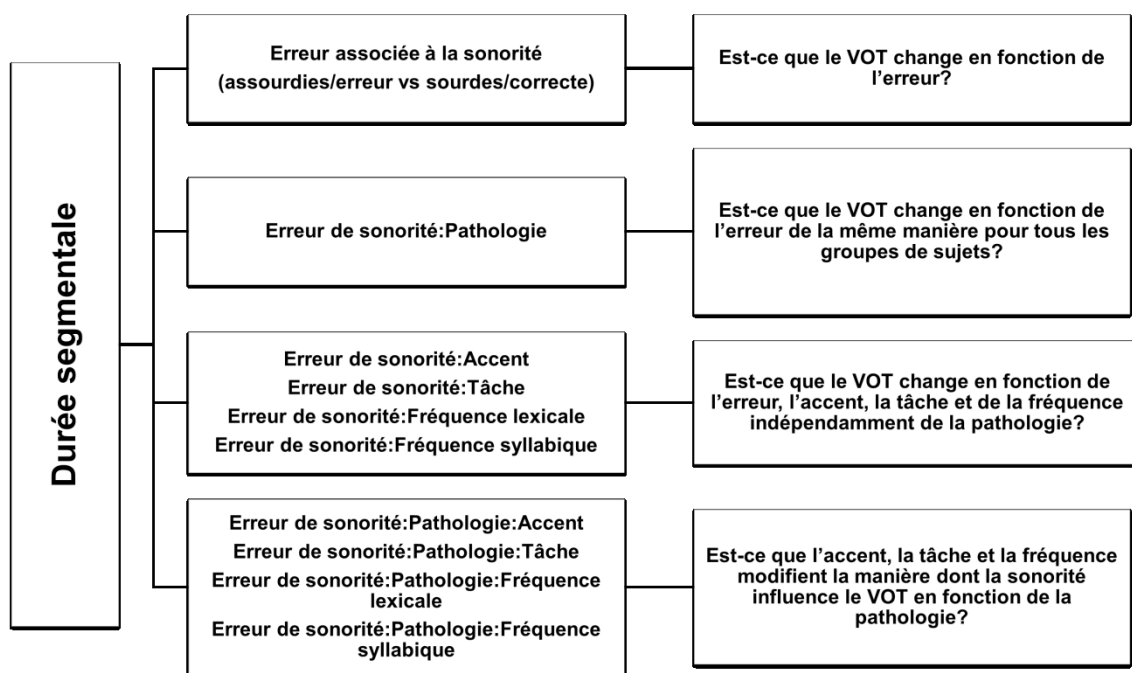 Durée segmentale
Erreur associée à la sonorité
(assourdies/erreur vs sourdes/correcte)
Est-ce que le VOT change en fonction de
l'erreur?
Erreur de sonorité:Pathologie
Est-ce que le VOT change en fonction de
l'erreur de la même manière pour tous les
groupes de sujets?
Erreur de sonorité:Accent
Erreur de sonorité:Tâche
Erreur de sonorité:Fréquence lexicale
Erreur de sonorité:Fréquence syllabique
Est-ce que le VOT change en fonction de
l'erreur, l'accent, la tâche et de la fréquence
indépendamment de la pathologie?
Erreur de sonorité:Pathologie:Accent
Erreur de sonorité:Pathologie:Tâche
Erreur de sonorité:Pathologie:Fréquence
lexicale
Erreur de sonorité:Pathologie:Fréquence
syllabique
Est-ce que l'accent, la tâche et la fréquence
modifient la manière dont la sonorité
influence le VOT en fonction de la
pathologie?